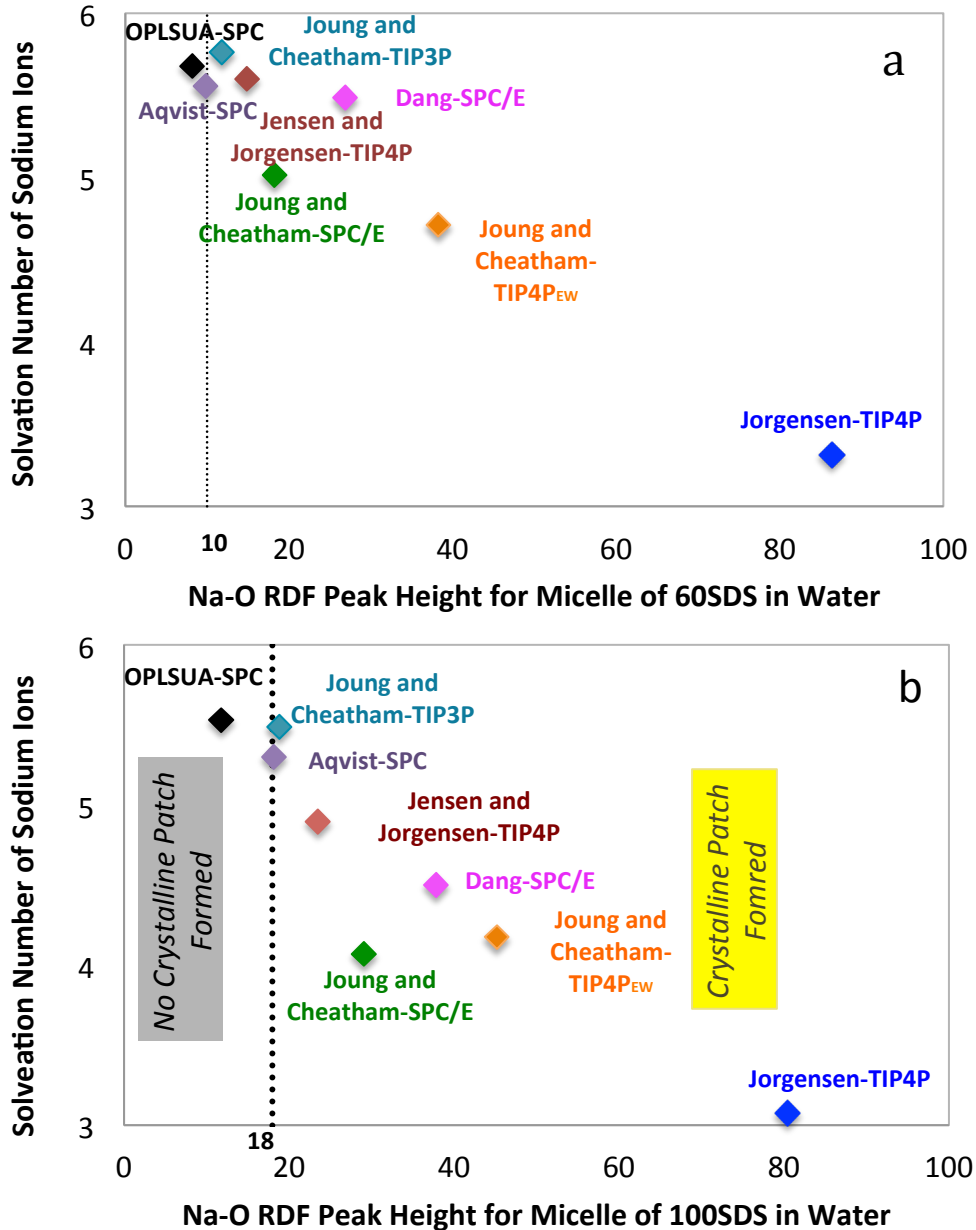 Solvation Number of Sodium Ions
6
5
4
3
OPLSUA-SPC
Joung and
Cheatham-TIP3P
a
Aqvist-SPC
Dang-SPC/E
Jensen and
Jorgensen-TIP4P
Joung and
Cheatham-SPC/E
Joung and
Cheatham-
TIP4PEW
Jorgensen-TIP4P
0 10 20 40 60 80 100
Na-O RDF Peak Height for Micelle of 60SDS in Water
Solveation Number of Sodium Ions
6
5
4
3
OPLSUA-SPC
Joung and
Cheatham-TIP3P
b
Aqvist-SPC
No Crystalline Patch
Formed
Jensen and
Jorgensen-TIP4P
Crystalline Patch
Fomred
Dang-SPC/E
Joung and
Cheatham-
TIP4PEW
Joung and
Cheatham-SPC/E
Jorgensen-TIP4P
18
0 20 40 60 80 100
Na-O RDF Peak Height for Micelle of 100SDS in Water